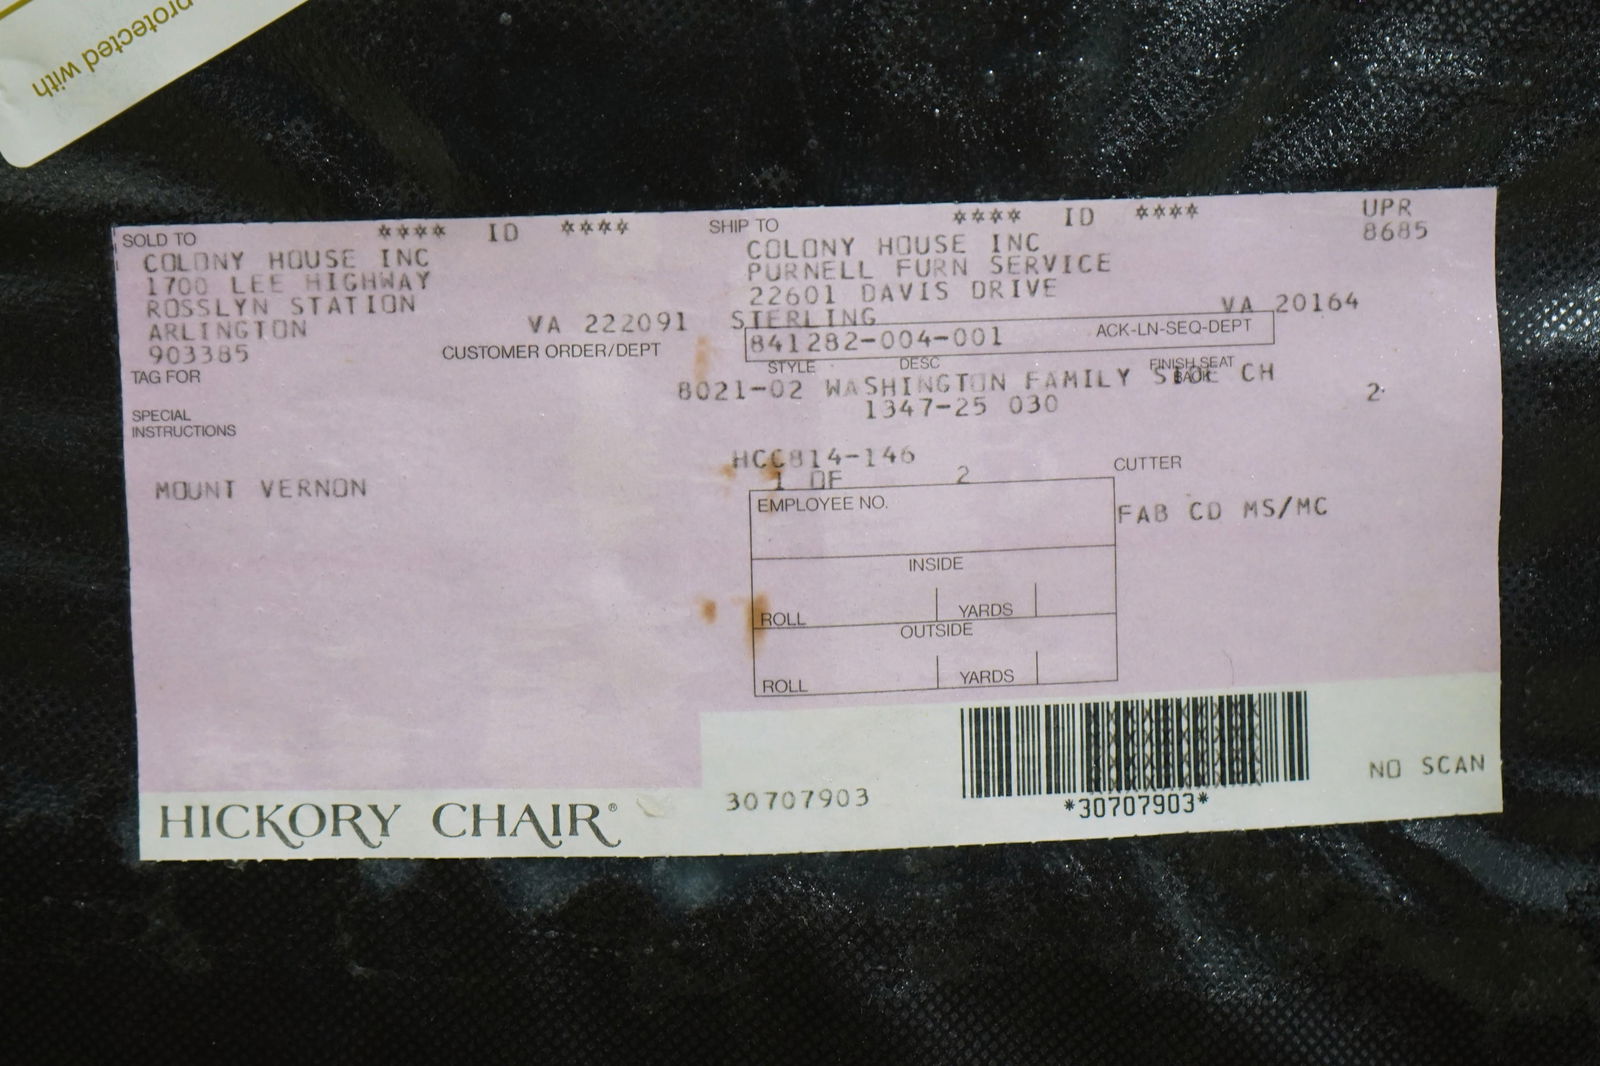 protected with
SOLD TO **** ID ****
COLONY HOUSE INC
1700 LEE HIGHWAY
ROSSLYN STATION
ARLINGTON VA 222091
903385 CUSTOMER ORDER/DEPT
TAG FOR
SPECIAL
INSTRUCTIONS
MOUNT VERNON
SHIP TO **** ID **** UPR
8685
COLONY HOUSE INC
PURNELL FURN SERVICE
22601 DAVIS DRIVE
STERLING VA 20164
841282-004-001 ACK-LN-SEQ-DEPT
STYLE DESC FINISH SEAT
BACK
8021-02 WASHINGTON FAMILY SIDE CH 2
1347-25 030
HCC814-146
1 OF 2
CUTTER
EMPLOYEE NO.
FAB CD MS/MC
INSIDE
ROLL YARDS
OUTSIDE
ROLL YARDS
30707903
*30707903*
NO SCAN
HICKORY CHAIR®